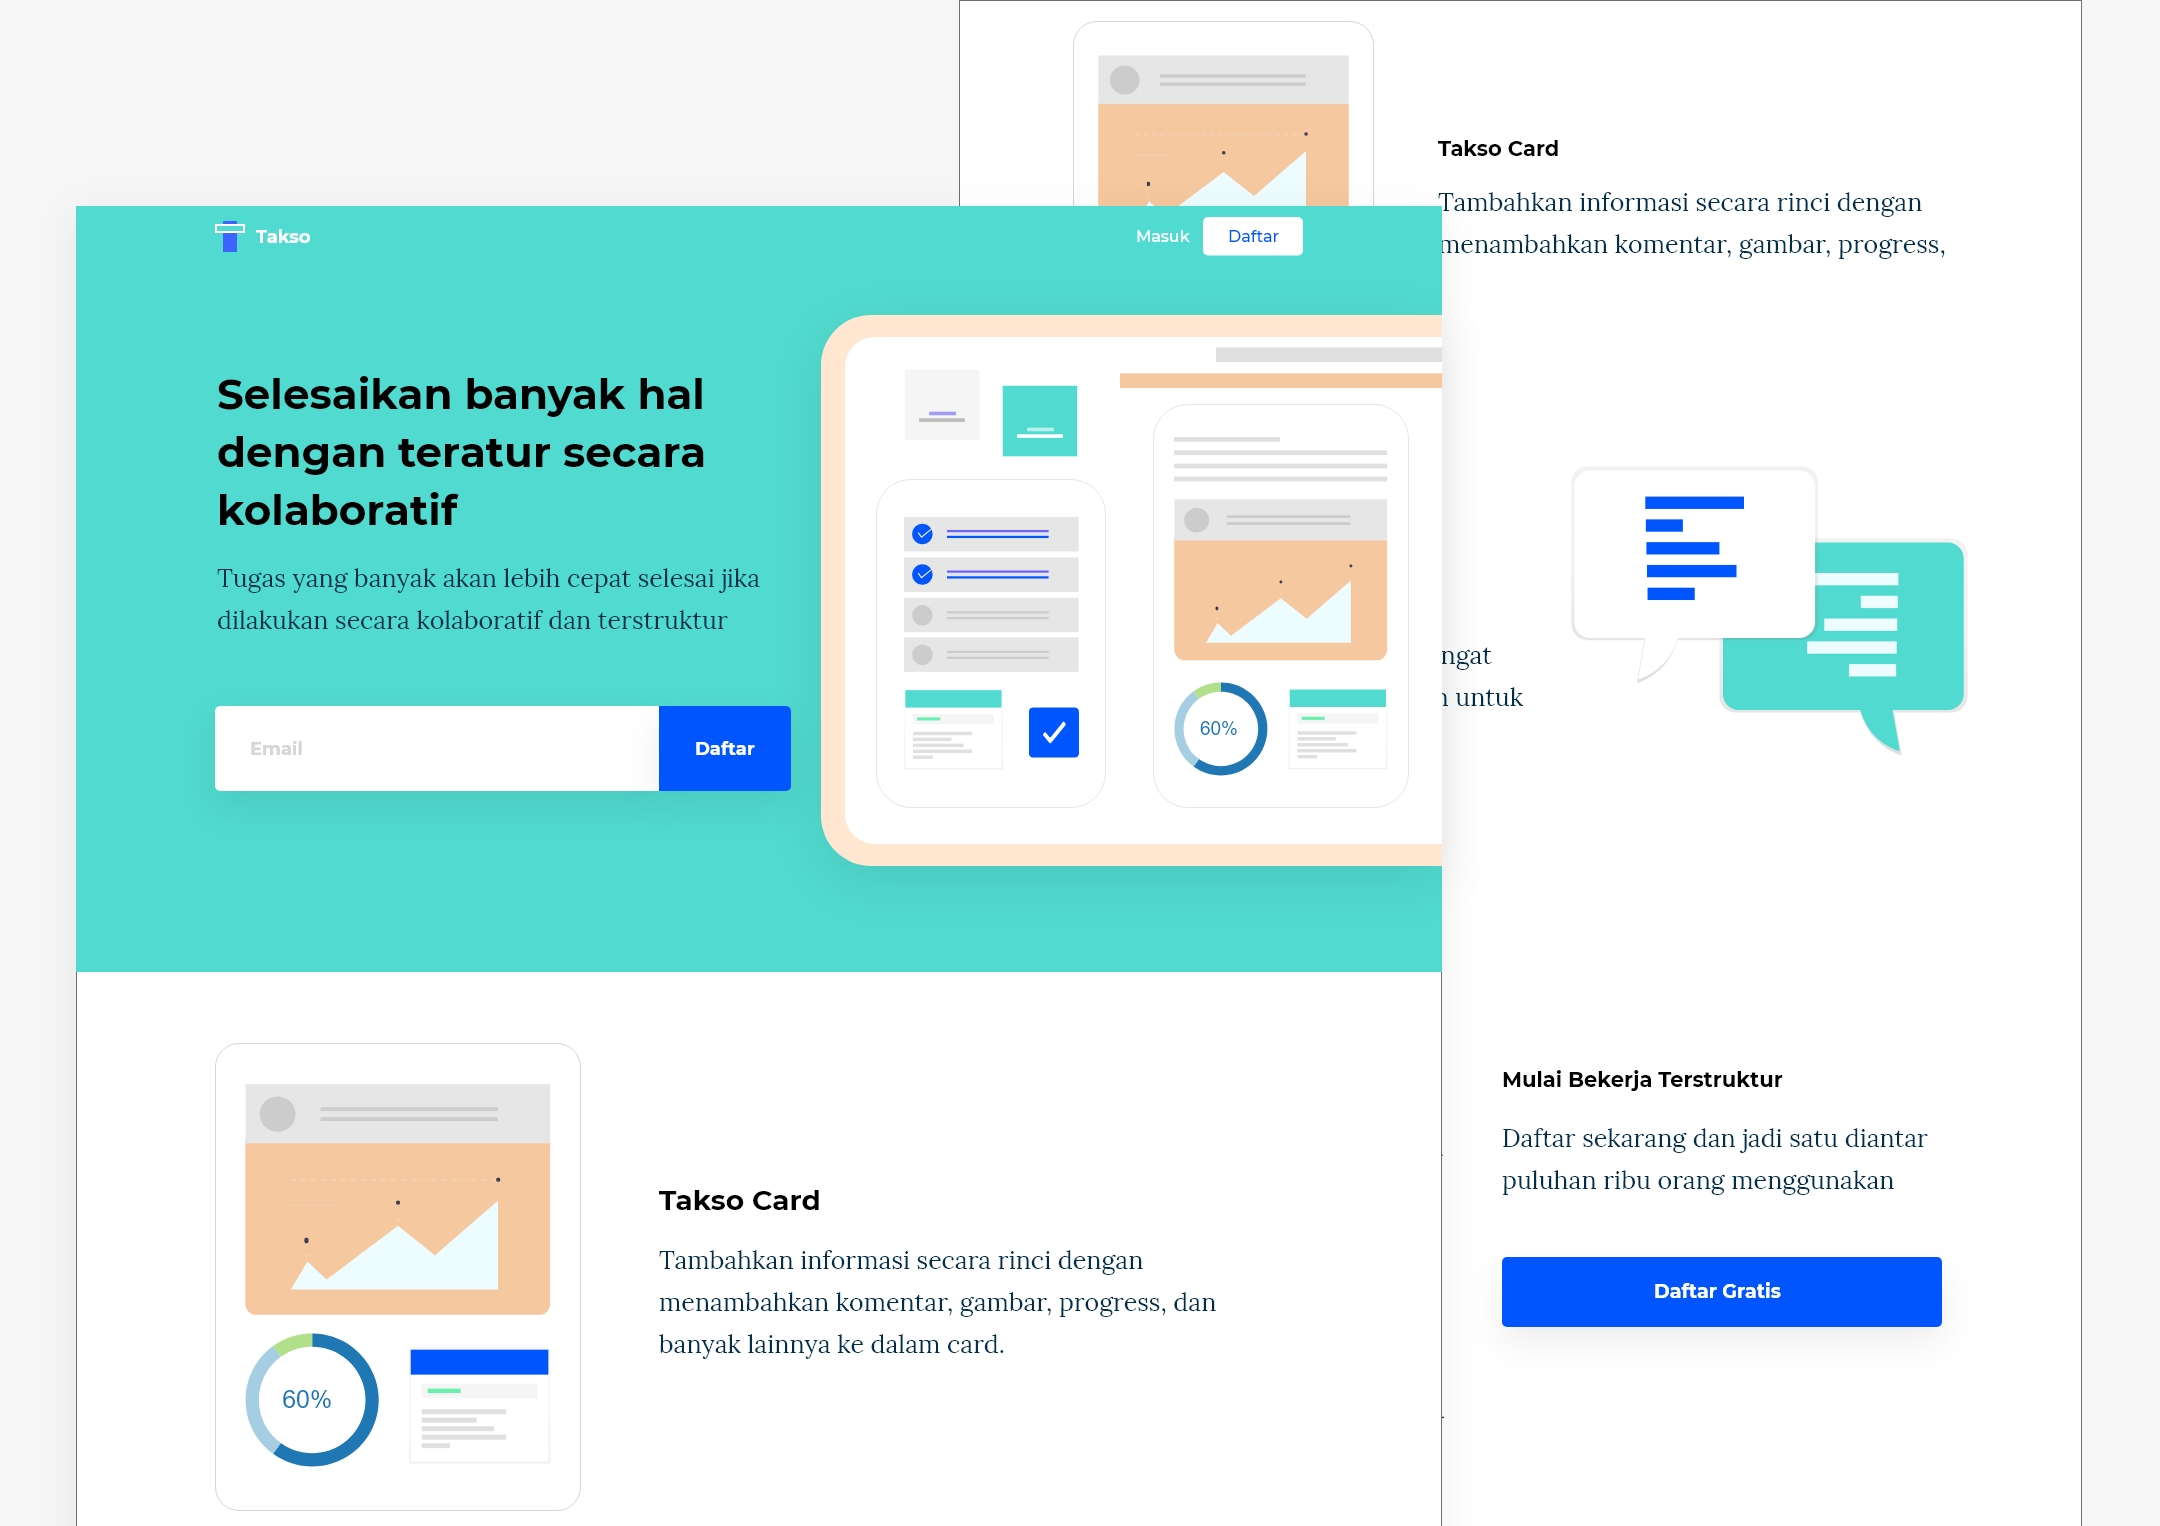 Takso Card
Tambahkan informasi secara rinci dengan
menambahkan komentar, gambar, progress,
Takso
Masuk
Daftar
Selesaikan banyak hal
dengan teratur secara
kolaboratif
Tugas yang banyak akan lebih cepat selesai jika
dilakukan secara kolaboratif dan terstruktur
Email
Daftar
60%
untuk
Takso Card
Tambahkan informasi secara rinci dengan
menambahkan komentar, gambar, progress, dan
banyak lainnya ke dalam card.
60%
Mulai Bekerja Terstruktur
Daftar sekarang dan jadi satu diantar
puluhan ribu orang menggunakan
Daftar Gratis